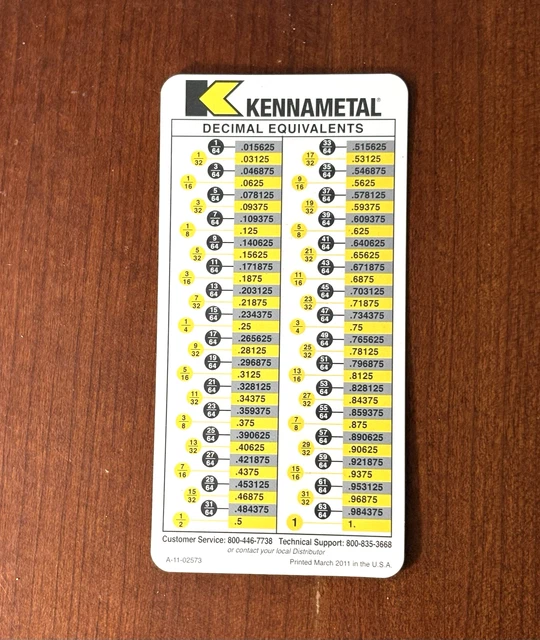 KENNAMETAL®
DECIMAL EQUIVALENTS
1/64 .015625 33/64 .515625
1/32 .03125 17/32 .53125
3/64 .046875 35/64 .546875
1/16 .0625 9/16 .5625
5/64 .078125 37/64 .578125
3/32 .09375 19/32 .59375
7/64 .109375 39/64 .609375
1/8 .125 5/8 .625
9/64 .140625 41/64 .640625
5/32 .15625 21/32 .65625
11/64 .171875 43/64 .671875
3/16 .1875 11/16 .6875
13/64 .203125 45/64 .703125
7/32 .21875 23/32 .71875
15/64 .234375 47/64 .734375
1/4 .25 3/4 .75
17/64 .265625 49/64 .765625
9/32 .28125 25/32 .78125
19/64 .296875 51/64 .796875
5/16 .3125 13/16 .8125
21/64 .328125 53/64 .828125
11/32 .34375 27/32 .84375
23/64 .359375 55/64 .859375
3/8 .375 7/8 .875
25/64 .390625 57/64 .890625
13/32 .40625 29/32 .90625
27/64 .421875 59/64 .921875
7/16 .4375 15/16 .9375
29/64 .453125 61/64 .953125
15/32 .46875 31/32 .96875
31/64 .484375 63/64 .984375
1/2 .5 1 1.
Customer Service: 800-446-7738 Technical Support: 800-835-3668
or contact your local Distributor
A-11-02573 Printed March 2011 in the U.S.A.